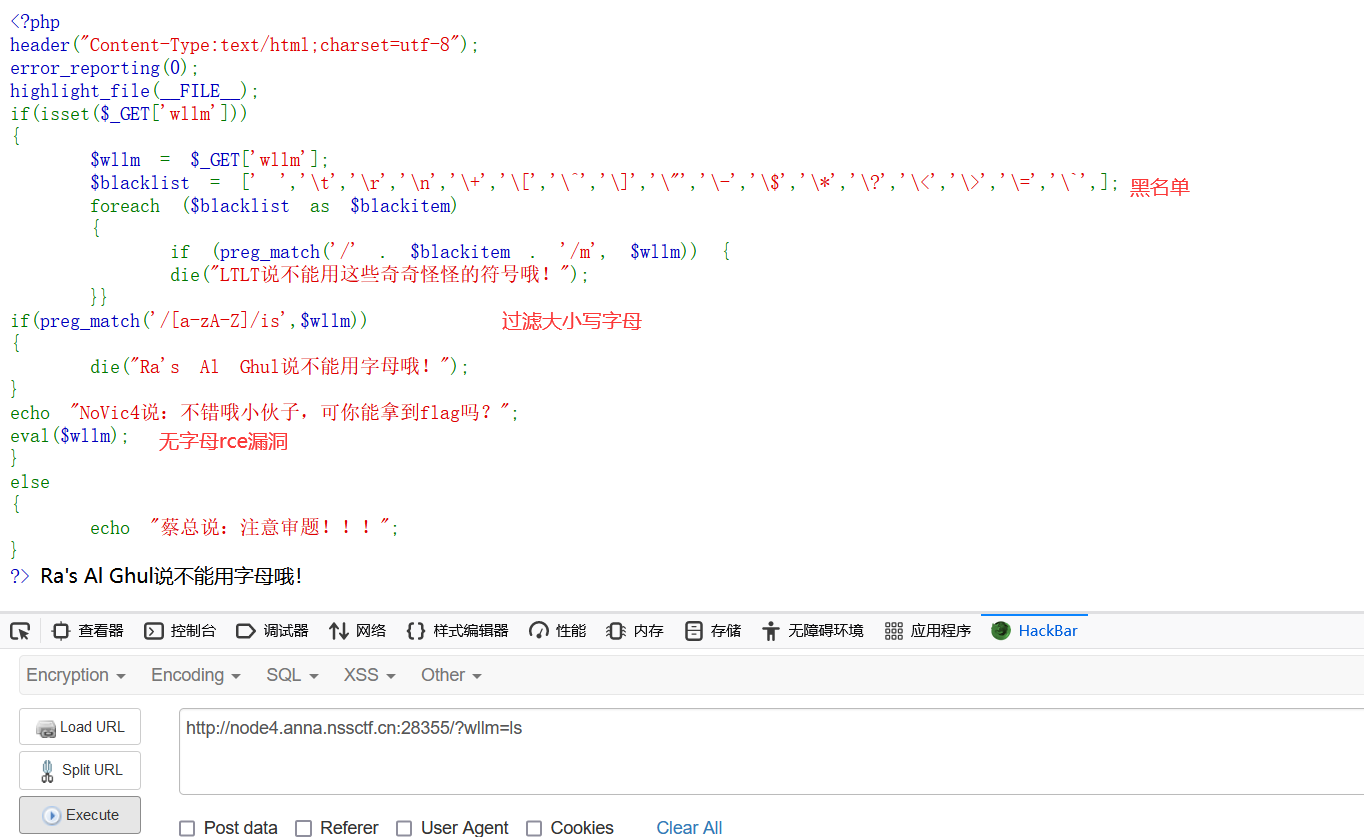 <?php
header("Content-Type:text/html;charset=utf-8");
error_reporting(0);
highlight_file(__FILE__);
if(isset($_GET['wllm']))
{
$wllm = $_GET['wllm'];
$blacklist = [' ','\t','\r','\n','\+','\[','\^','\]','\"','\-','\$','\*','\?','\<','\>','\=','\`',]; 黑名单
foreach ($blacklist as $blackitem)
{
if (preg_match('/' . $blackitem . '/m', $wllm)) {
die("LTLT说不能用这些奇奇怪怪的符号哦！");
}}
if(preg_match('/[a-zA-Z]/is',$wllm)) 过滤大小写字母
{
die("Ra's Al Ghul说不能用字母哦！");
}
echo "NoVic4说：不错哦小伙子，可你能拿到flag吗？";
eval($wllm); 无字母rce漏洞
}
else
{
echo "蔡总说：注意审题！！！";
}
?> Ra's Al Ghul说不能用字母哦！
查看器 控制台 调试器 网络 样式编辑器 性能 内存 存储 无障碍环境 应用程序 HackBar
Encryption Encoding SQL XSS Other
Load URL http://node4.anna.nssctf.cn:28355/?wllm=ls
Split URL
Execute
Post data Referer User Agent Cookies Clear All